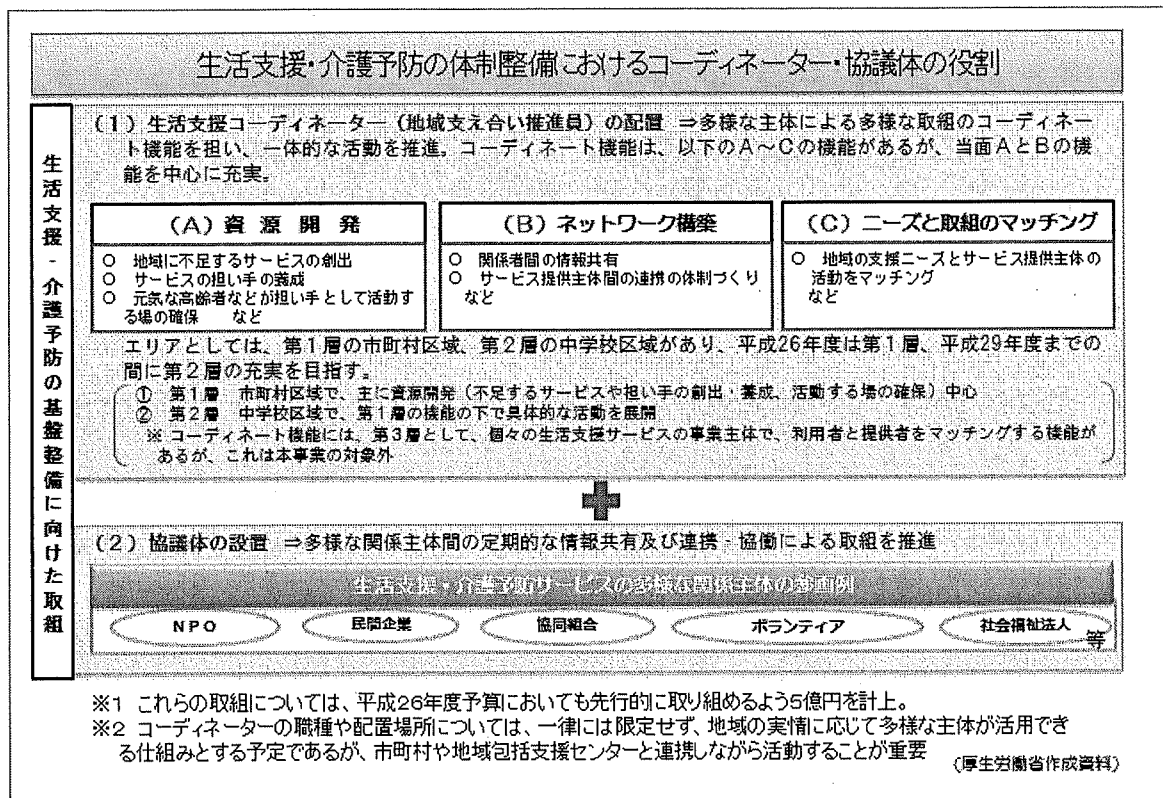 生活支援・介護予防の体制整備におけるコーディネーター・協議体の役割
生活支援・介護予防の基盤整備に向けた取組
(1)生活支援コーディネーター(地域支え合い推進員)の配置 ⇒多様な主体による多様な取組のコーディネー
ト機能を担い、一体的な活動を推進。コーディネート機能は、以下のA~Cの機能があるが、当面AとBの機
能を中心に充実。
(A)資源開発
○ 地域に不足するサービスの創出
○ サービスの担い手の養成
○ 元気な高齢者などが担い手として活動す
る場の確保 など
(B)ネットワーク構築
○ 関係者間の情報共有
○ サービス提供主体間の連携の体制づくり
など
(C)ニーズと取組のマッチング
○ 地域の支援ニーズとサービス提供主体の
活動をマッチング
など
エリアとしては、第1層の市町村区域、第2層の中学校区域があり、平成26年度は第1層、平成29年度までの
間に第2層の充実を目指す。
① 第1層 市町村区域で、主に資源開発(不足するサービスや担い手の創出・養成、活動する場の確保)中心
② 第2層 中学校区域で、第1層の機能の下で具体的な活動を展開
※ コーディネート機能には、第3層として、個々の生活支援サービスの事業主体で、利用者と提供者をマッチングする機能が
あるが、これは本事業の対象外
(2)協議体の設置 ⇒多様な関係主体間の定期的な情報共有及び連携・協働による取組を推進
生活支援・介護予防サービスの多様な関係主体の参画例
NPO
民間企業
協同組合
ボランティア
社会福祉法人
等
※1 これらの取組については、平成26年度予算においても先行的に取り組めるよう5億円を計上。
※2 コーディネーターの職種や配置場所については、一律には限定せず、地域の実情に応じて多様な主体が活用でき
る仕組みとする予定であるが、市町村や地域包括支援センターと連携しながら活動することが重要
(厚生労働省作成資料)